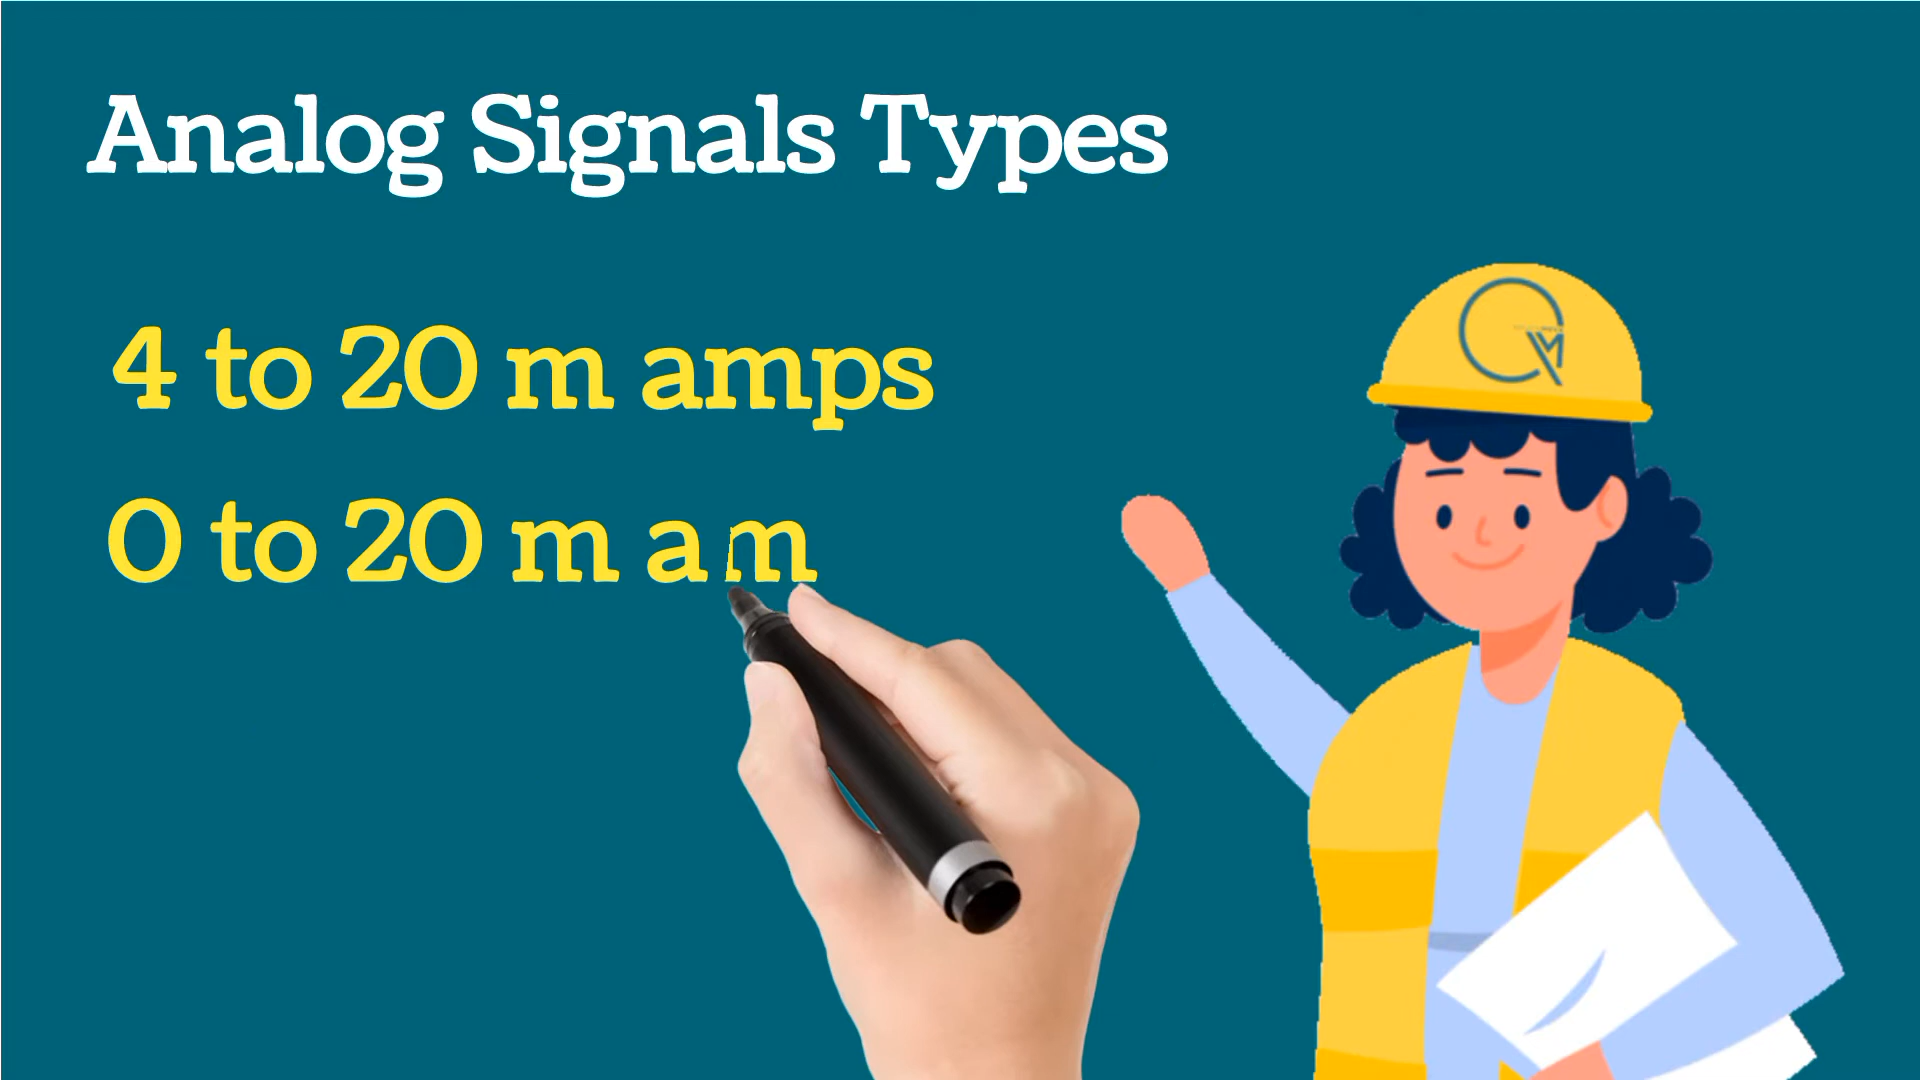 Analog Signals Types
4 to 20 m amps
0 to 20 m am